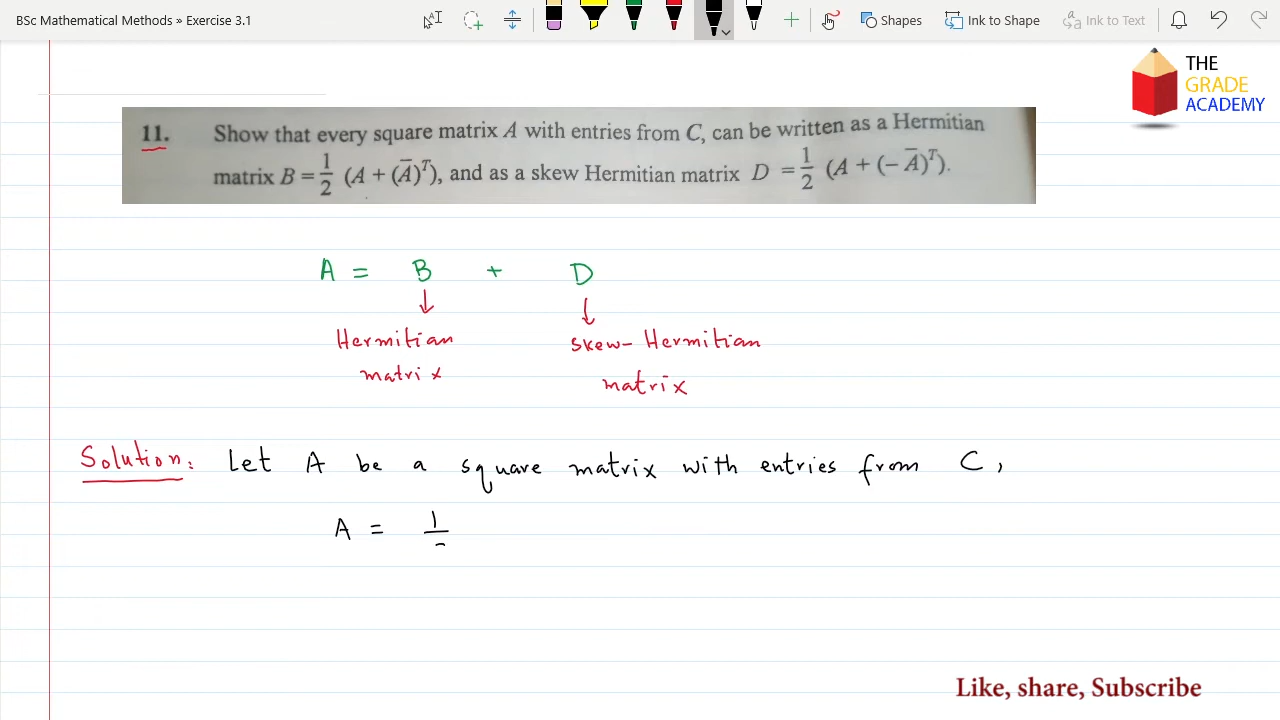 BSc Mathematical Methods » Exercise 3.1
Shapes
Ink to Shape
Ink to Text
THE
GRADE
ACADEMY
11. Show that every square matrix A with entries from C, can be written as a Hermitian
matrix B = 1/2 (A + (A̅)ᵀ), and as a skew Hermitian matrix D = 1/2 (A + (− A̅)ᵀ).
A = B + D
↓ ↓
Hermitian skew-Hermitian
matrix matrix
Solution: Let A be a square matrix with entries from C,
A = 1
Like, share, Subscribe